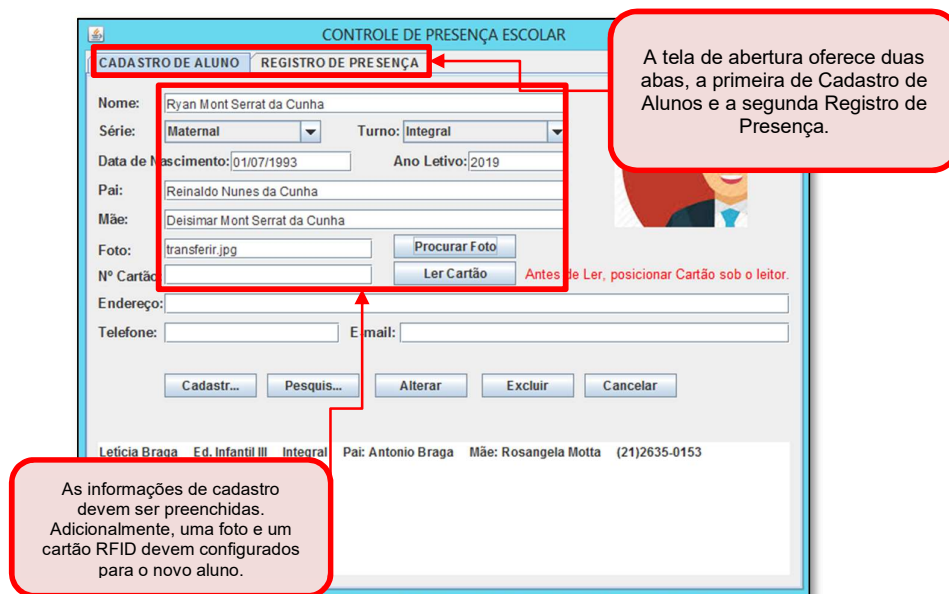 CONTROLE DE PRESENÇA ESCOLAR
CADASTRO DE ALUNO REGISTRO DE PRESENÇA
A tela de abertura oferece duas
abas, a primeira de Cadastro de
Alunos e a segunda Registro de
Presença.
Nome: Ryan Mont Serrat da Cunha
Série: Maternal Turno: Integral
Data de Nascimento: 01/07/1993 Ano Letivo: 2019
Pai: Reinaldo Nunes da Cunha
Mãe: Deisimar Mont Serrat da Cunha
Foto: transferir.jpg Procurar Foto
Nº Cartão Ler Cartão Antes de Ler, posicionar Cartão sob o leitor.
Endereço:
Telefone: E-mail:
Cadastr... Pesquis... Alterar Excluir Cancelar
Letícia Braga Ed. Infantil III Integral Pai: Antonio Braga Mãe: Rosangela Motta (21)2635-0153
As informações de cadastro
devem ser preenchidas.
Adicionalmente, uma foto e um
cartão RFID devem configurados
para o novo aluno.